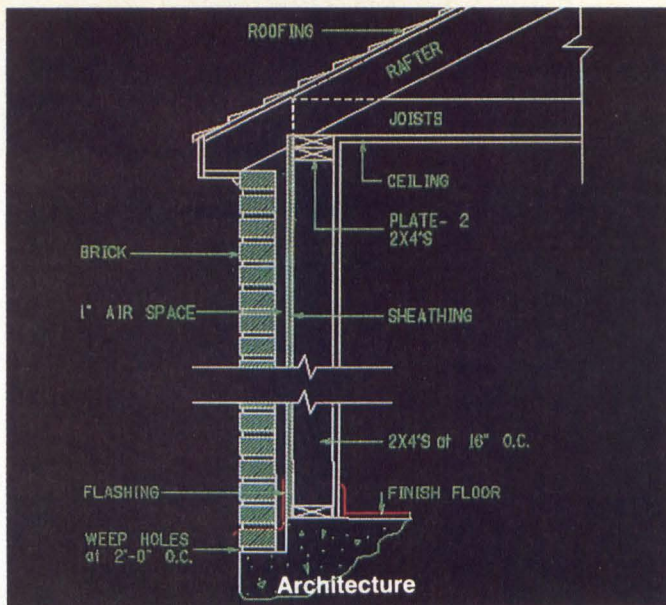 ROOFING
RAFTER
JOISTS
CEILING
PLATE- 2
2X4'S
BRICK
1" AIR SPACE
SHEATHING
2X4'S at 16" O.C.
FLASHING
FINISH FLOOR
WEEP HOLES
at 2'-0" O.C.
Architecture